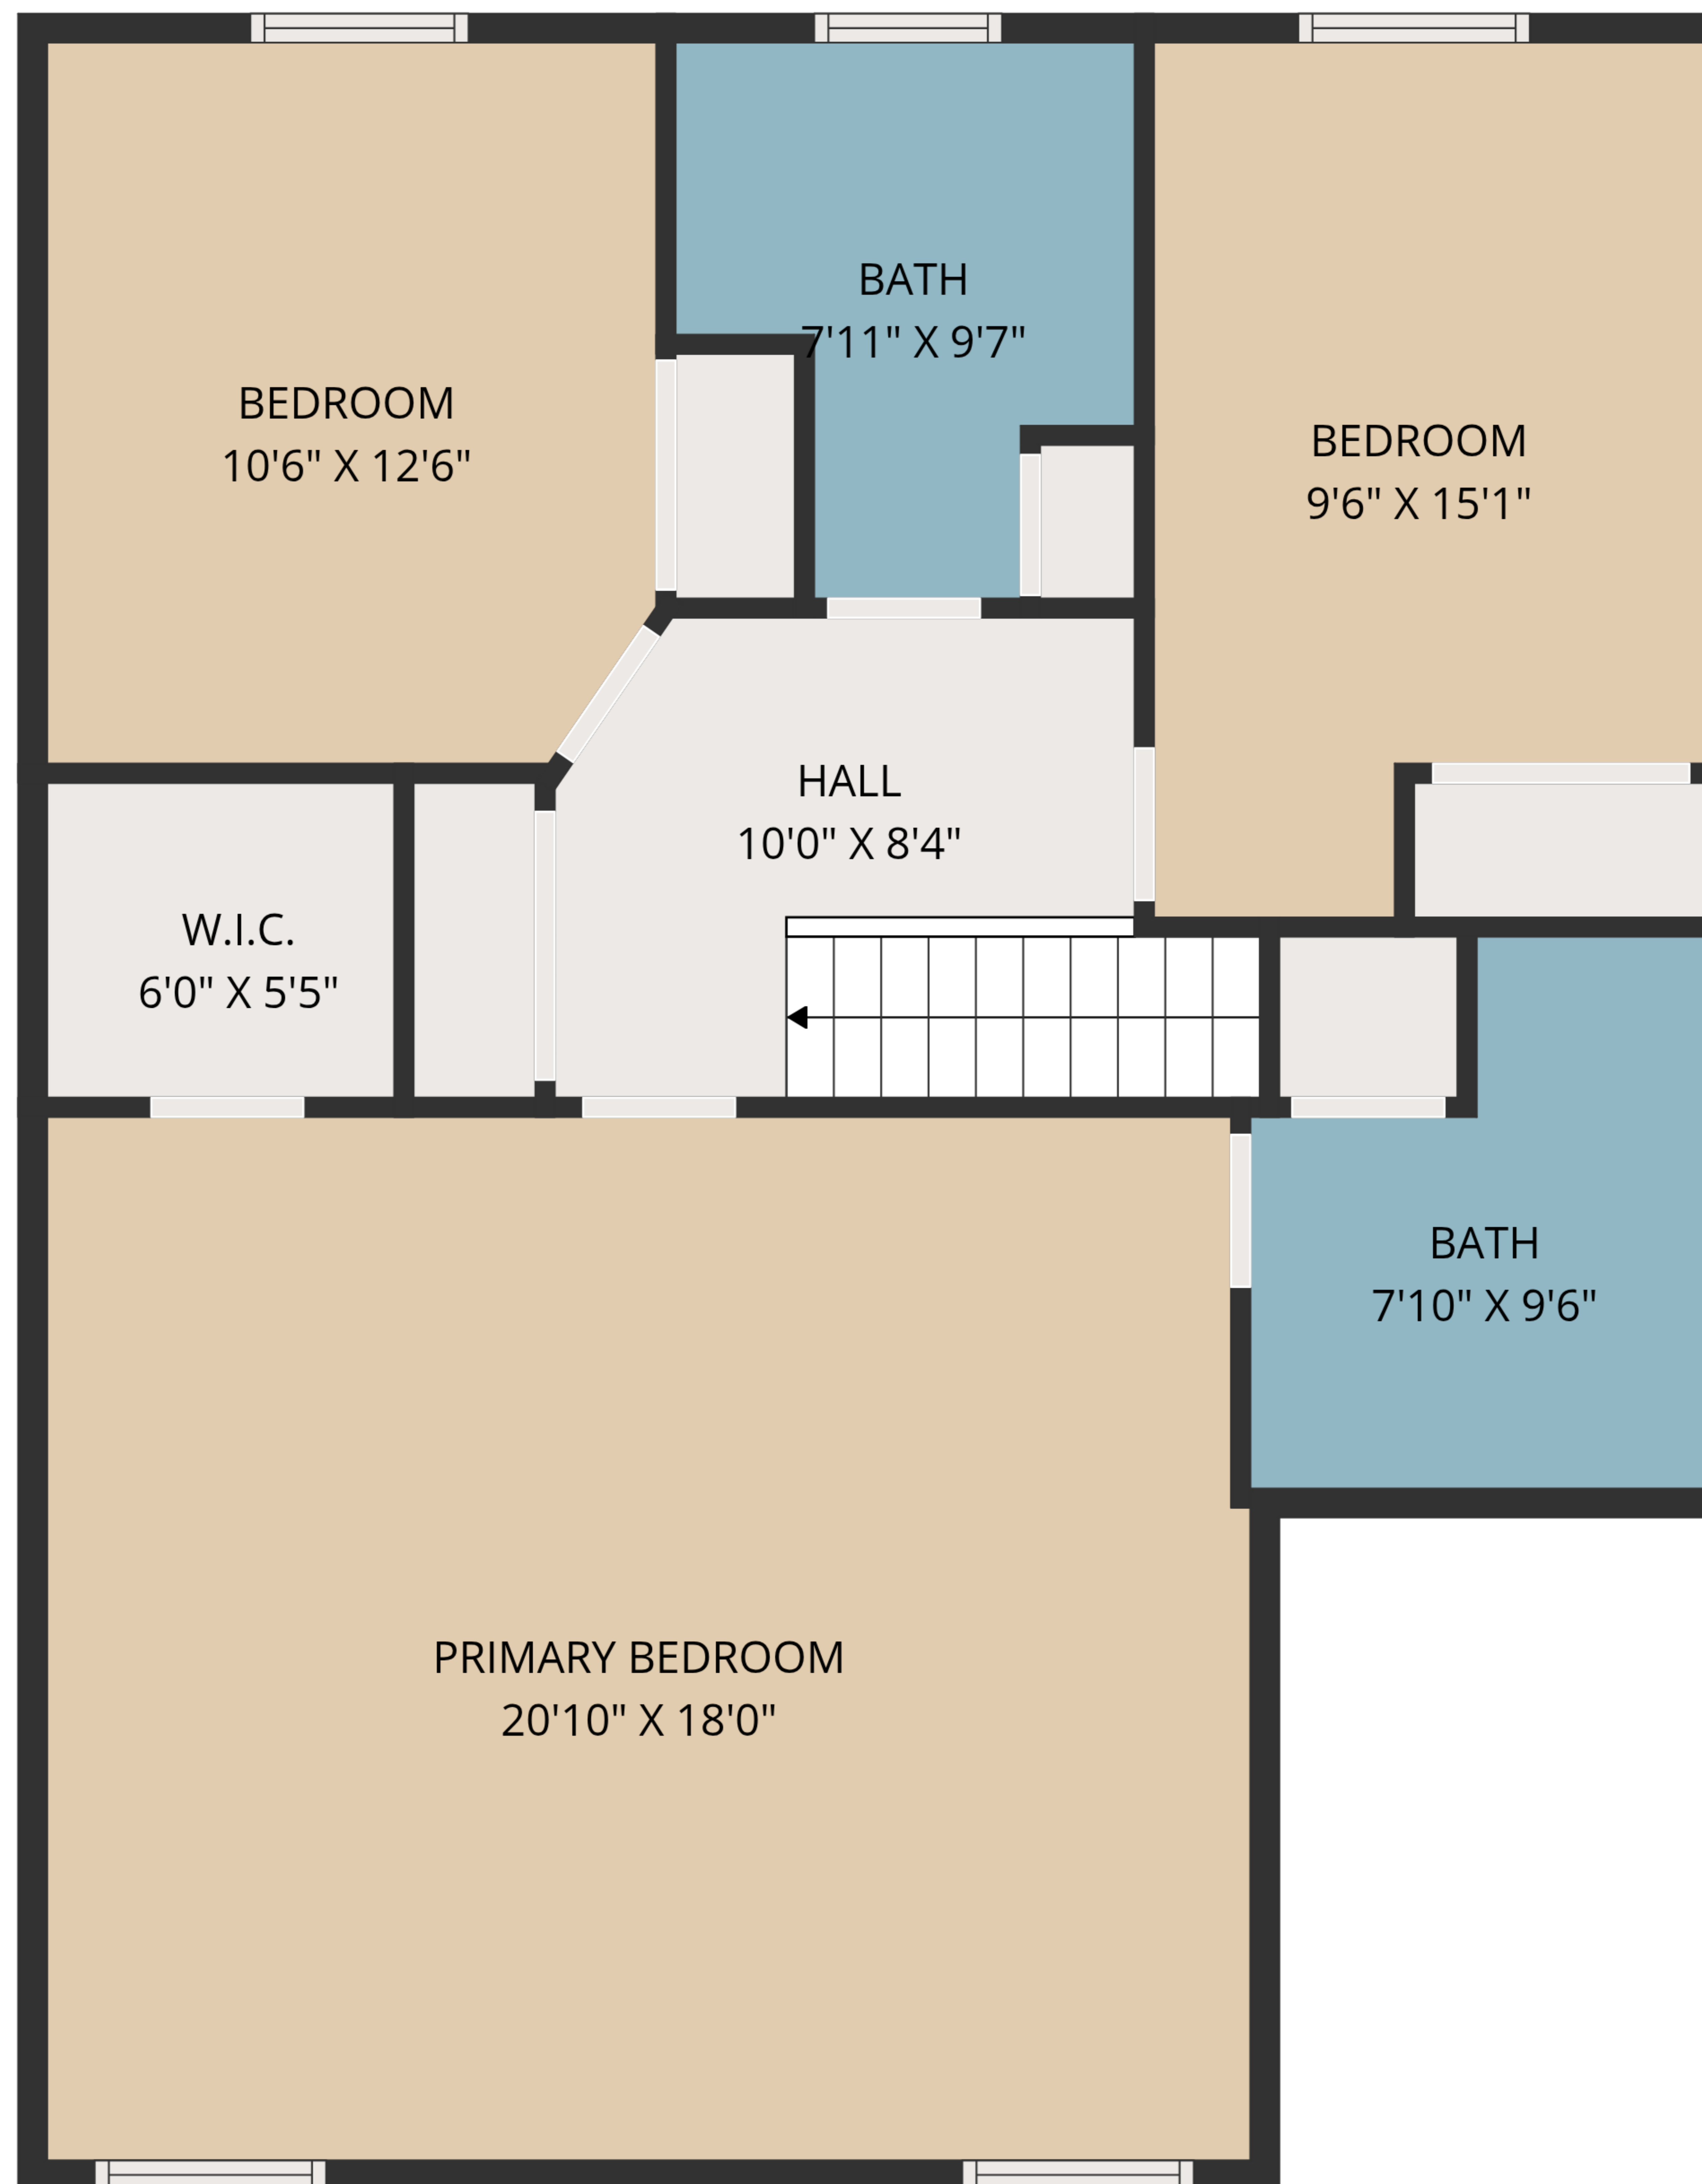 BATH
7'11" X 9'7"
BEDROOM
10'6" X 12'6"
BEDROOM
9'6" X 15'1"
HALL
10'0" X 8'4"
W.I.C.
6'0" X 5'5"
BATH
7'10" X 9'6"
PRIMARY BEDROOM
20'10" X 18'0"